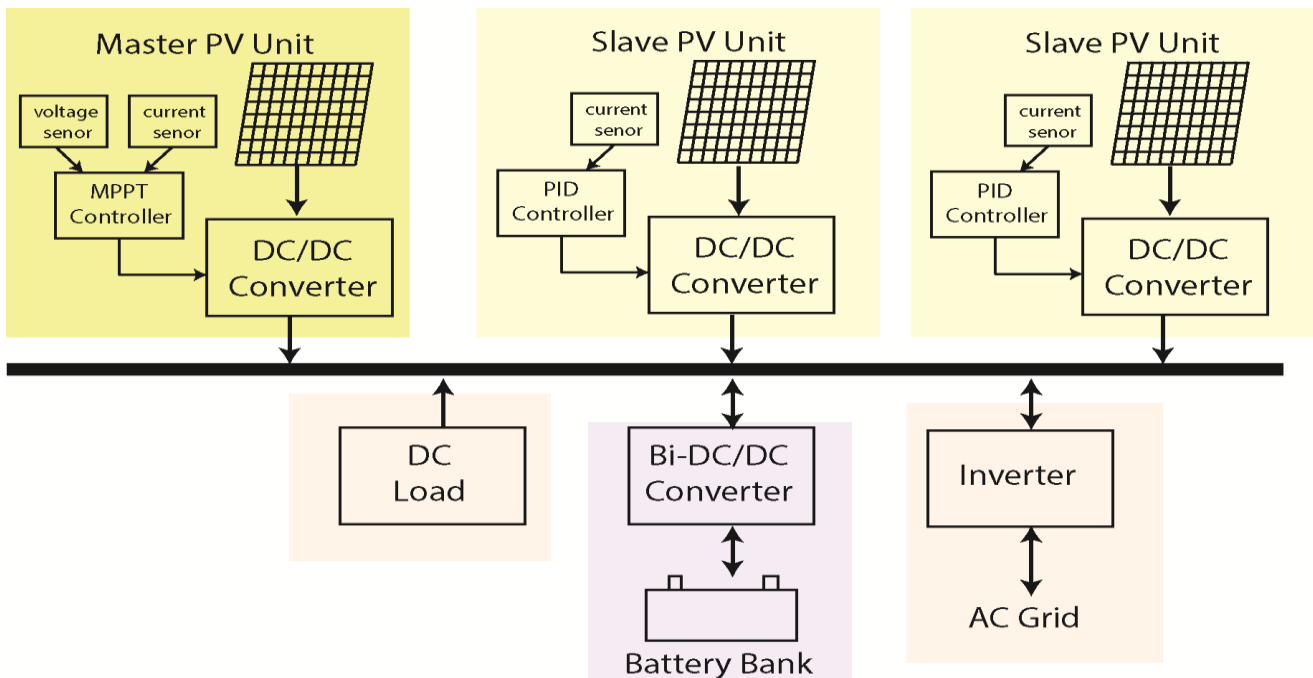 Master PV Unit
voltage
senor
current
senor
MPPT
Controller
DC/DC
Converter
Slave PV Unit
current
senor
PID
Controller
DC/DC
Converter
Slave PV Unit
current
senor
PID
Controller
DC/DC
Converter
DC
Load
Bi-DC/DC
Converter
Battery Bank
Inverter
AC Grid